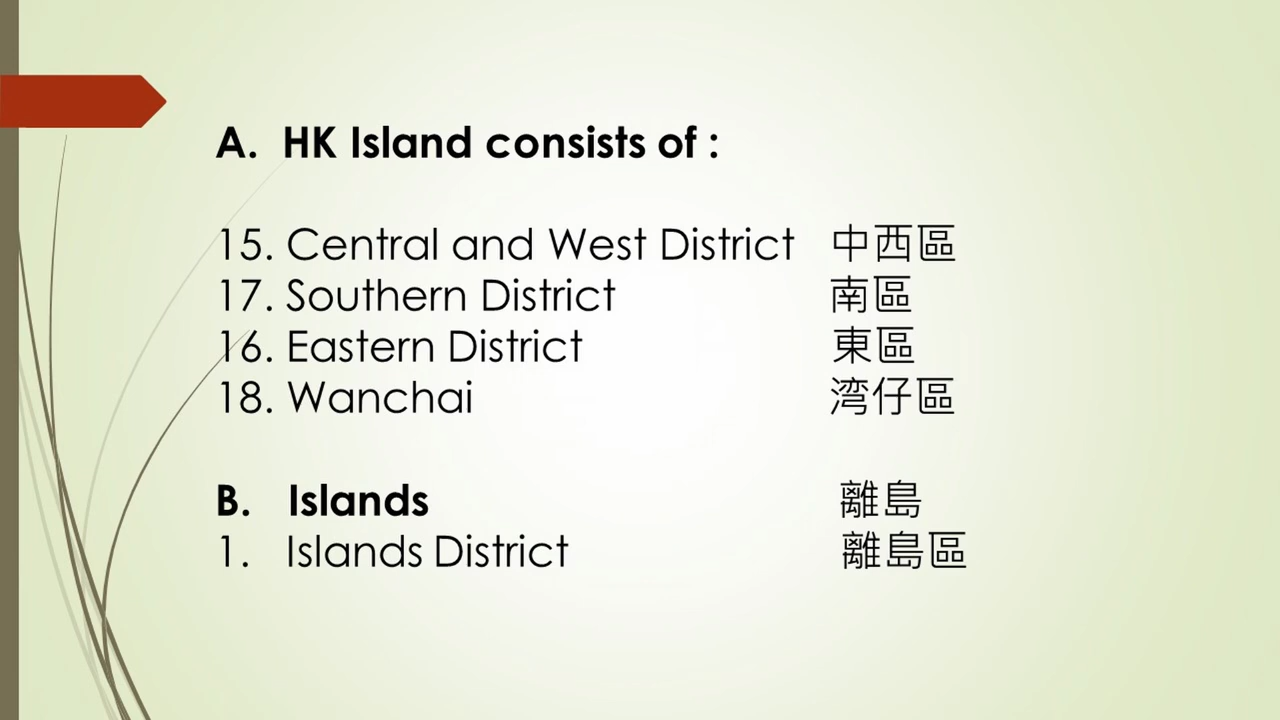 A. HK Island consists of :
15. Central and West District 中西區
17. Southern District 南區
16. Eastern District 東區
18. Wanchai 湾仔區
B. Islands 離島
1. Islands District 離島區